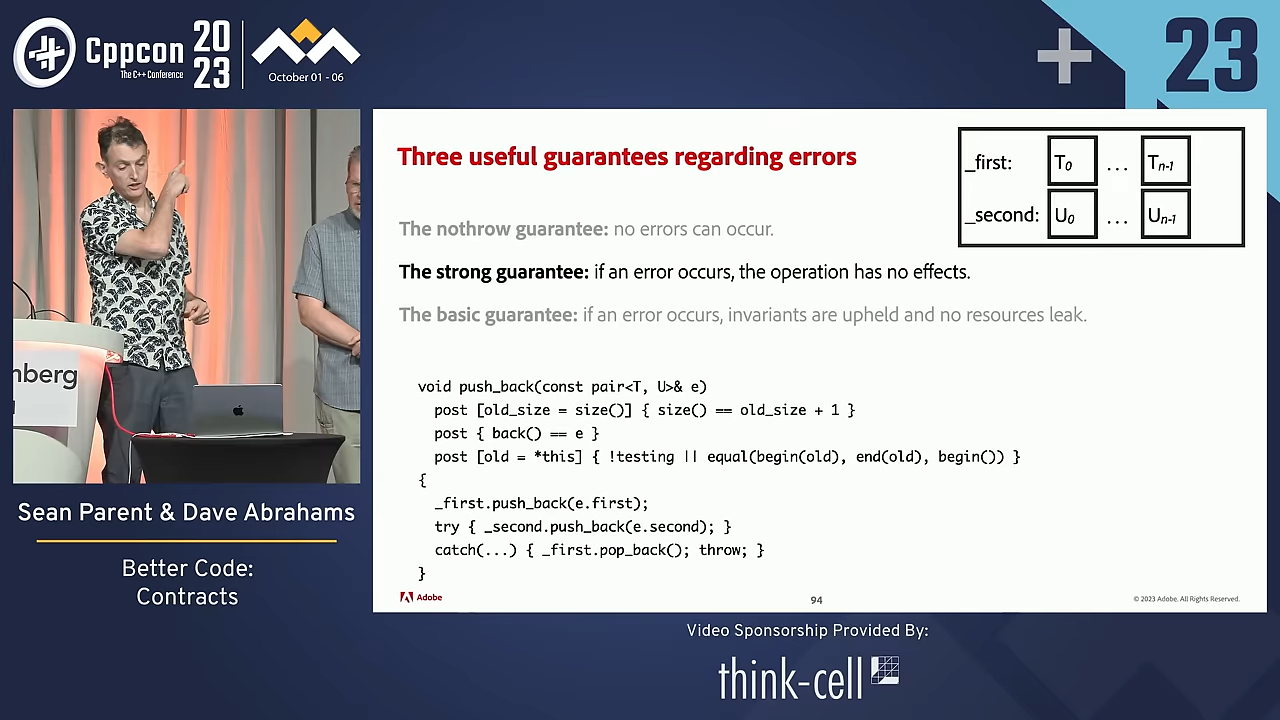 Cppcon
The C++ Conference
20
23
October 01 - 06
23
Three useful guarantees regarding errors
_first: T0 ... Tn-1
_second: U0 ... Un-1
The nothrow guarantee: no errors can occur.
The strong guarantee: if an error occurs, the operation has no effects.
The basic guarantee: if an error occurs, invariants are upheld and no resources leak.
void push_back(const pair<T, U>& e)
post [old_size = size()] { size() == old_size + 1 }
post { back() == e }
post [old = *this] { !testing || equal(begin(old), end(old), begin()) }
{
_first.push_back(e.first);
try { _second.push_back(e.second); }
catch(...) { _first.pop_back(); throw; }
}
Adobe
94
© 2023 Adobe. All Rights Reserved.
nberg
Sean Parent & Dave Abrahams
Better Code:
Contracts
Video Sponsorship Provided By:
think-cell